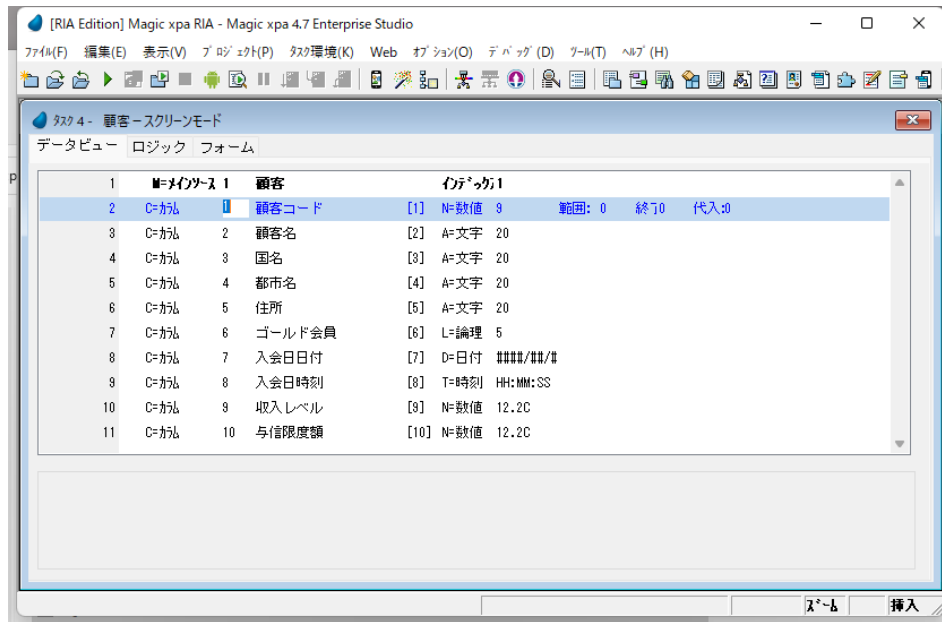 [RIA Edition] Magic xpa RIA - Magic xpa 4.7 Enterprise Studio
ﾌｧｲﾙ(F) 編集(E) 表示(V) ﾌﾟﾛｼﾞｪｸﾄ(P) ﾀｽｸ環境(K) Web ｵﾌﾟｼｮﾝ(O) ﾃﾞﾊﾞｯｸﾞ(D) ﾂｰﾙ(T) ﾍﾙﾌﾟ(H)
ﾀｽｸ 4 - 顧客－スクリーンモード
データビュー ロジック フォーム
1 M=ﾒｲﾝｿｰｽ 1 顧客 ｲﾝﾃﾞｯｸｽ 1
2 C=ｶﾗﾑ 1 顧客コード [1] N=数値 9 範囲: 0 終了0 代入:0
3 C=ｶﾗﾑ 2 顧客名 [2] A=文字 20
4 C=ｶﾗﾑ 3 国名 [3] A=文字 20
5 C=ｶﾗﾑ 4 都市名 [4] A=文字 20
6 C=ｶﾗﾑ 5 住所 [5] A=文字 20
7 C=ｶﾗﾑ 6 ゴールド会員 [6] L=論理 5
8 C=ｶﾗﾑ 7 入会日日付 [7] D=日付 ####/##/#
9 C=ｶﾗﾑ 8 入会日時刻 [8] T=時刻 HH:MM:SS
10 C=ｶﾗﾑ 9 収入レベル [9] N=数値 12.2C
11 C=ｶﾗﾑ 10 与信限度額 [10] N=数値 12.2C
ｽﾞｰﾑ 挿入